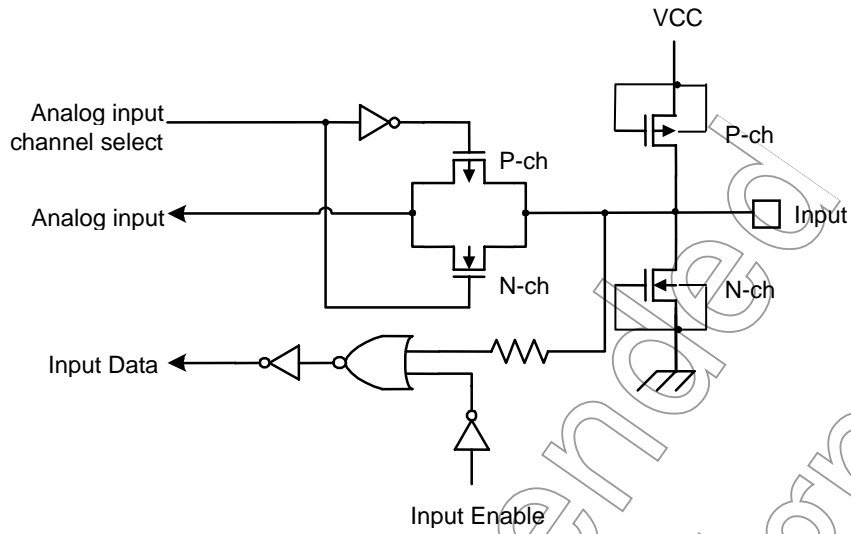 VCC
Analog input
channel select
P-ch
P-ch
Analog input
Input
N-ch
N-ch
Input Data
Input Enable